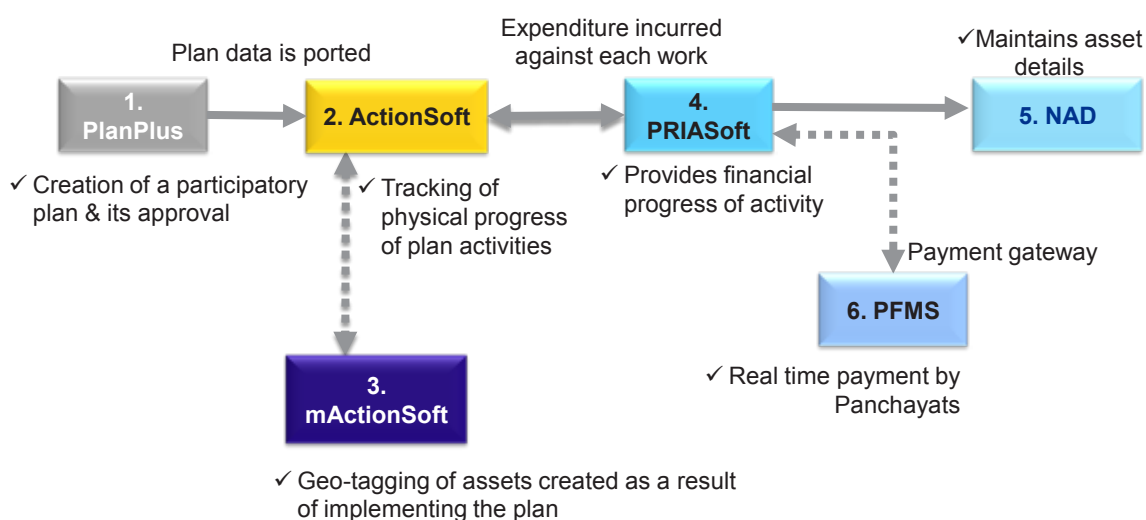 Plan data is ported
Expenditure incurred
against each work
✓ Maintains asset
details
1.
PlanPlus
2. ActionSoft
4.
PRIASoft
5. NAD
✓ Creation of a participatory
plan & its approval
✓ Tracking of
physical progress
of plan activities
✓ Provides financial
progress of activity
Payment gateway
6. PFMS
3.
mActionSoft
✓ Real time payment by
Panchayats
✓ Geo-tagging of assets created as a result
of implementing the plan